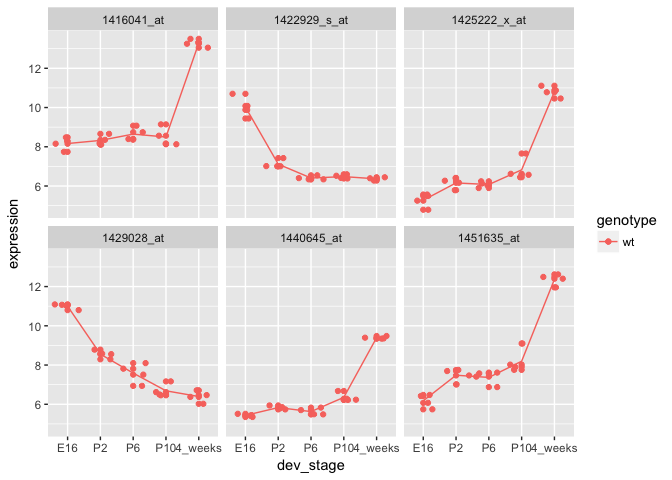 1416041_at 1422929_s_at 1425222_x_at
12
10
8
6
1429028_at 1440645_at 1451635_at
12
10
8
6
expression
E16 P2 P6 P10 4_weeks E16 P2 P6 P10 4_weeks E16 P2 P6 P10 4_weeks
dev_stage
genotype
wt